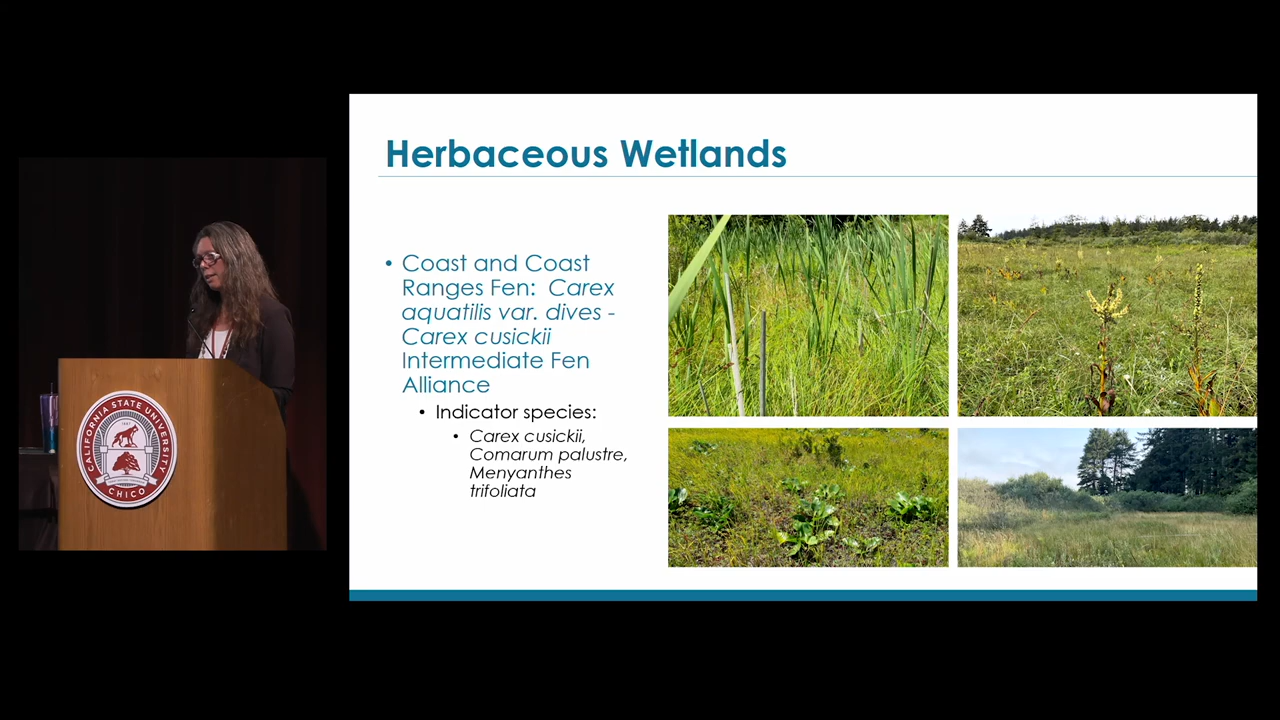 Herbaceous Wetlands
• Coast and Coast
Ranges Fen: Carex
aquatilis var. dives -
Carex cusickii
Intermediate Fen
Alliance
• Indicator species:
• Carex cusickii,
Comarum palustre,
Menyanthes
trifoliata
CALIFORNIA STATE UNIVERSITY
CHICO